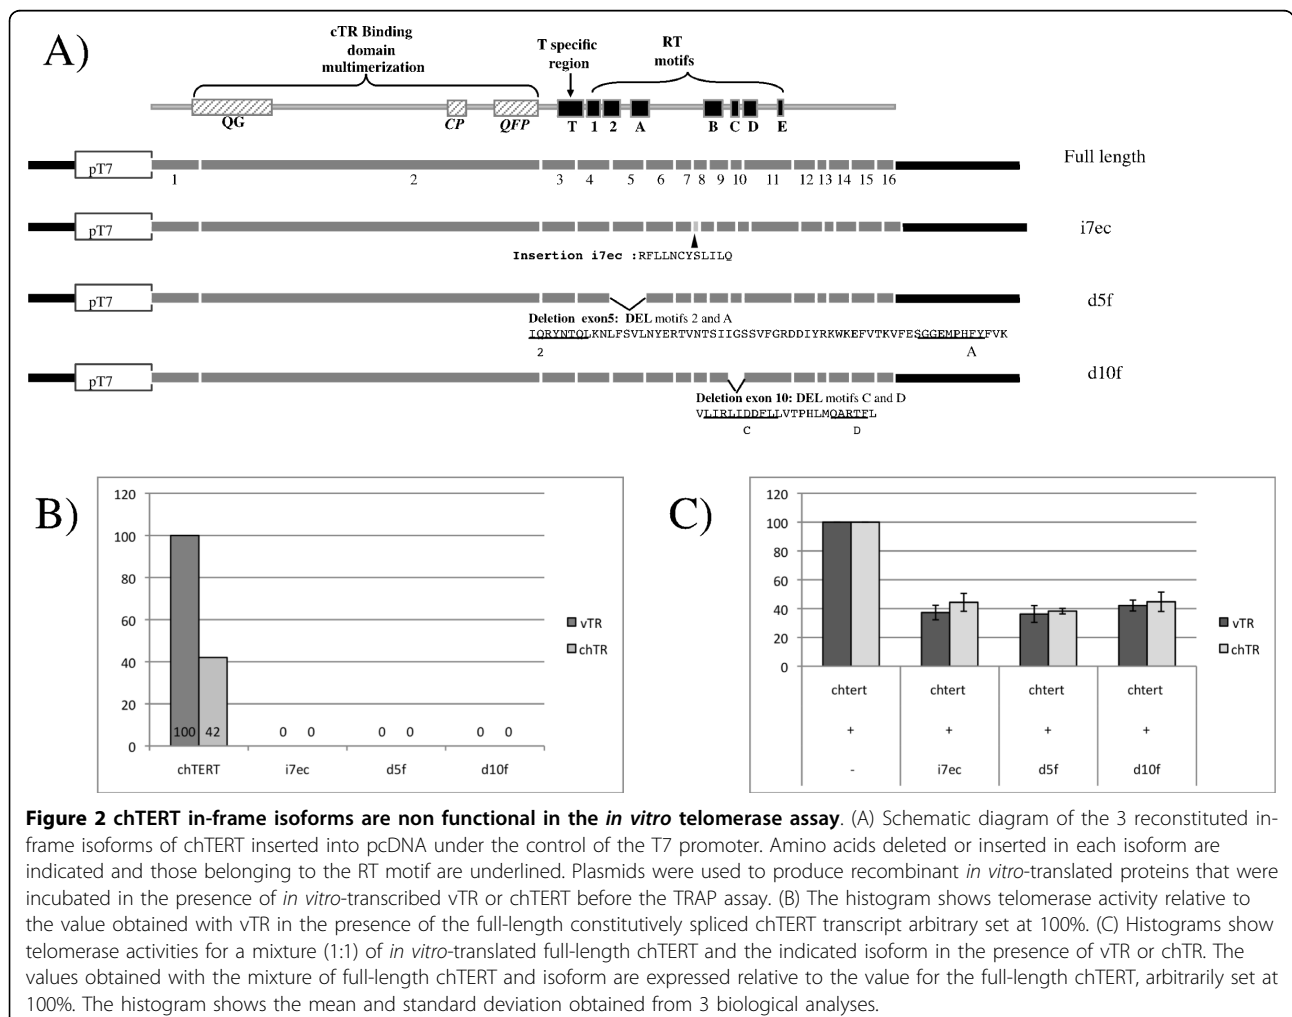 A)
cTR Binding
domain
multimerization
T specific
region
RT
motifs
QG
CP
QFP
T 1 2 A B C D E
pT7
Full length
1 2 3 4 5 6 7 8 9 10 11 12 13 14 15 16
pT7
i7ec
Insertion i7ec :RFLLNCYSLILQ
pT7
d5f
Deletion exon5: DEL motifs 2 and A
IQRYNTQLKNLFSVLNYERTVNTSIIGSSVFGRDDIYRKWKEFVTKVFESGGEMPHFYFVK
2 A
pT7
d10f
Deletion exon 10: DEL motifs C and D
VLIRLIDDFLLVTPHLMQARTFL
C D
B)
120
100
80
60
40
20
0
100 42 0 0 0 0 0 0
chTERT i7ec d5f d10f
vTR
chTR
C)
120
100
80
60
40
20
0
chtert chtert chtert chtert
+ + + +
- i7ec d5f d10f
vTR
chTR
Figure 2 chTERT in-frame isoforms are non functional in the in vitro telomerase assay. (A) Schematic diagram of the 3 reconstituted in-
frame isoforms of chTERT inserted into pcDNA under the control of the T7 promoter. Amino acids deleted or inserted in each isoform are
indicated and those belonging to the RT motif are underlined. Plasmids were used to produce recombinant in vitro-translated proteins that were
incubated in the presence of in vitro-transcribed vTR or chTERT before the TRAP assay. (B) The histogram shows telomerase activity relative to
the value obtained with vTR in the presence of the full-length constitutively spliced chTERT transcript arbitrary set at 100%. (C) Histograms show
telomerase activities for a mixture (1:1) of in vitro-translated full-length chTERT and the indicated isoform in the presence of vTR or chTR. The
values obtained with the mixture of full-length chTERT and isoform are expressed relative to the value for the full-length chTERT, arbitrarily set at
100%. The histogram shows the mean and standard deviation obtained from 3 biological analyses.